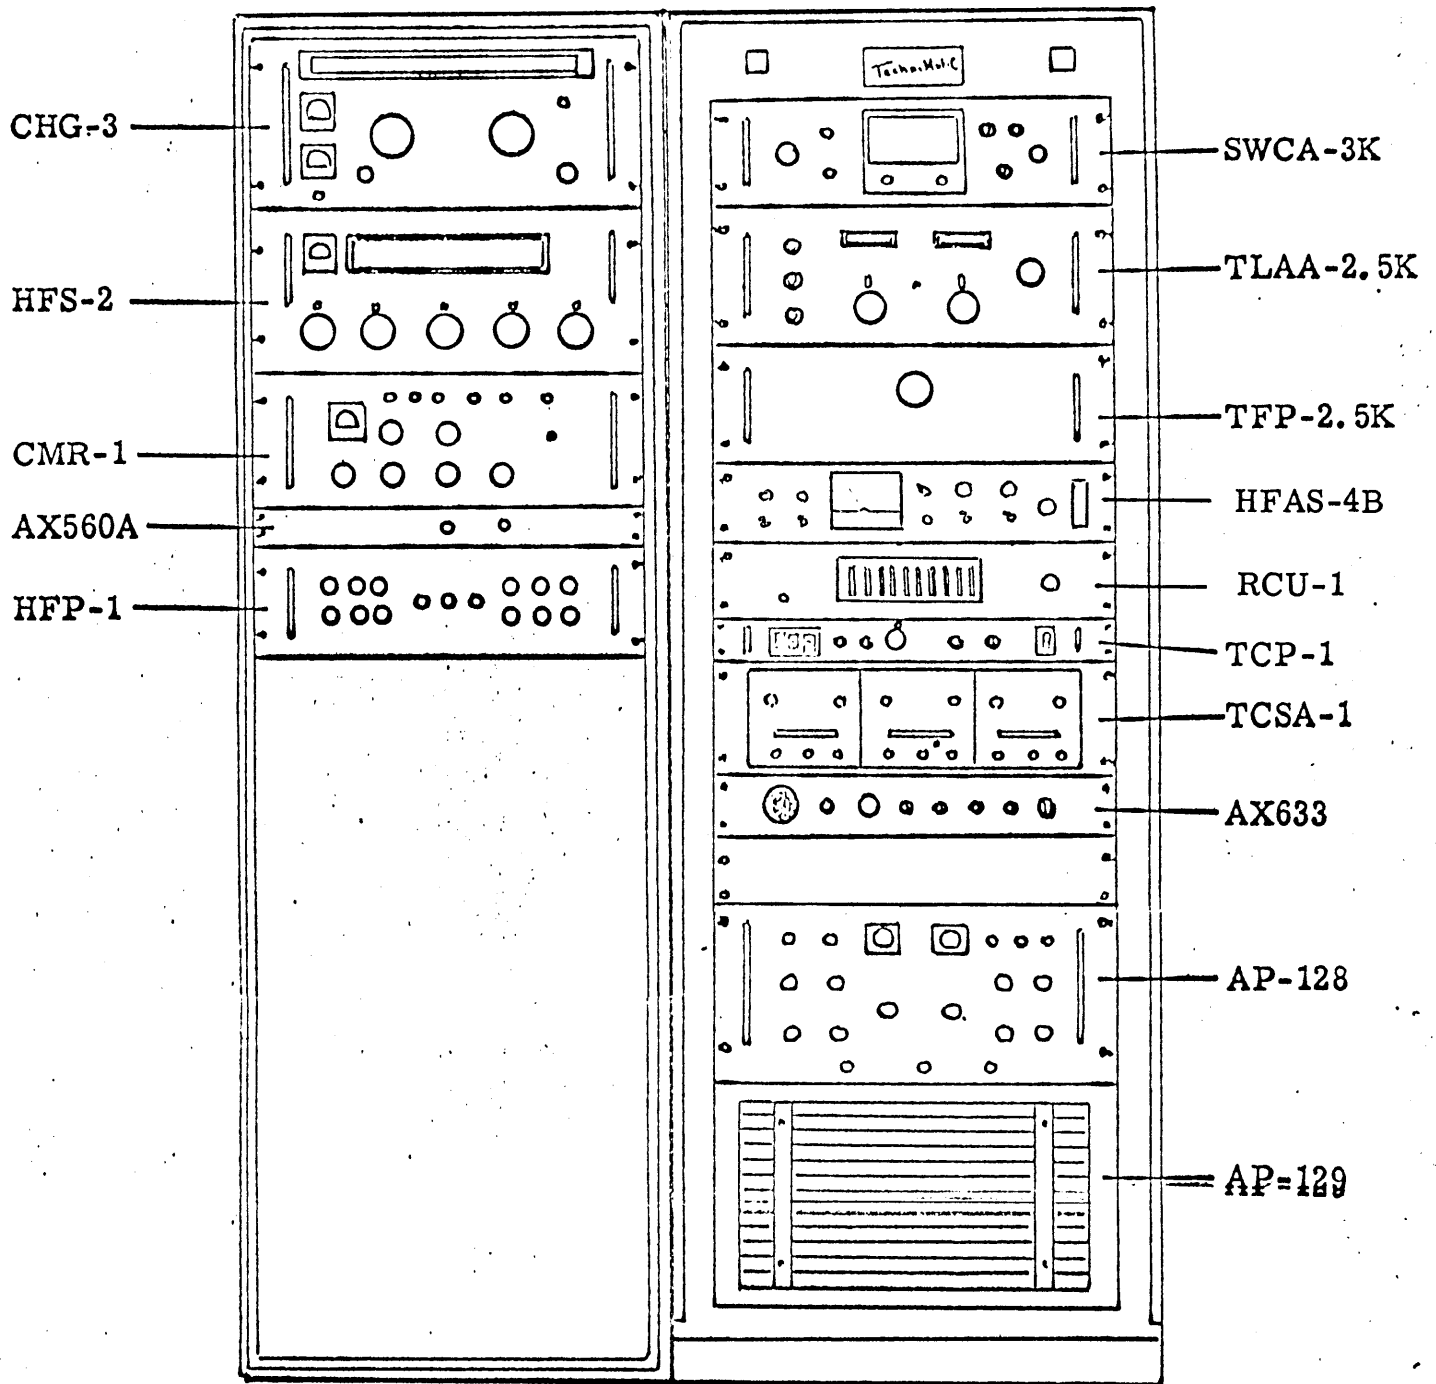 CHG-3
HFS-2
CMR-1
AX560A
HFP-1
TechniMatiC
SWCA-3K
TLAA-2.5K
TFP-2.5K
HFAS-4B
RCU-1
TCP-1
TCSA-1
AX633
AP-128
AP-129